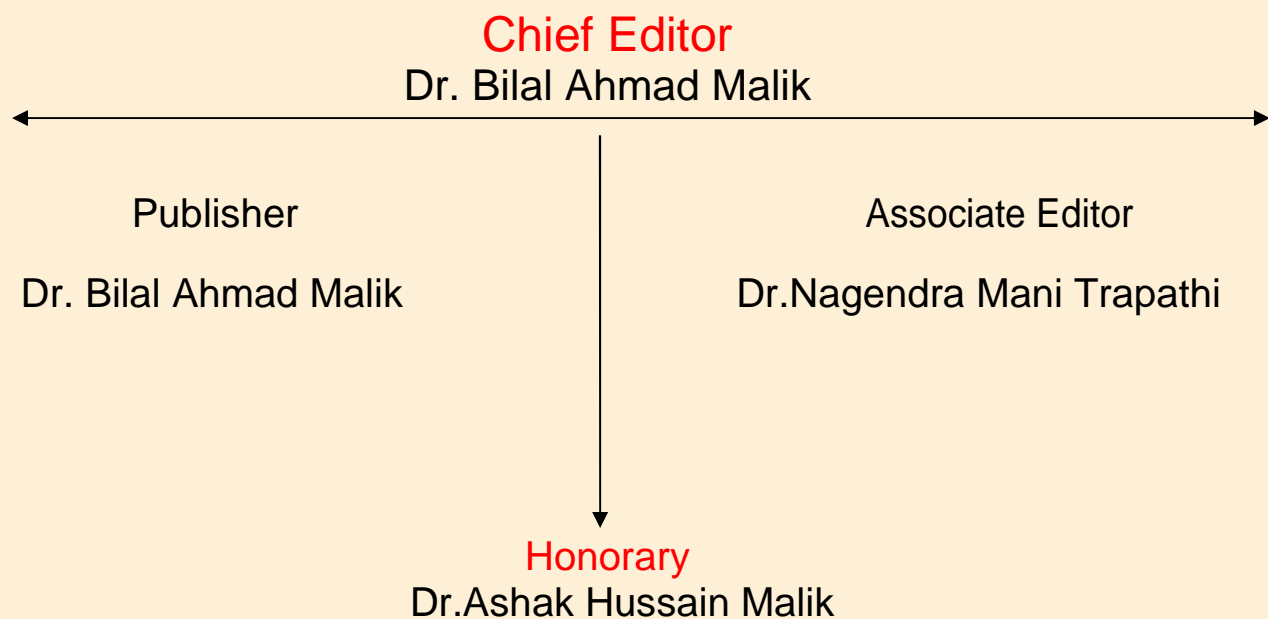 Chief Editor
Dr. Bilal Ahmad Malik
Publisher
Associate Editor
Dr. Bilal Ahmad Malik
Dr.Nagendra Mani Trapathi
Honorary
Dr.Ashak Hussain Malik